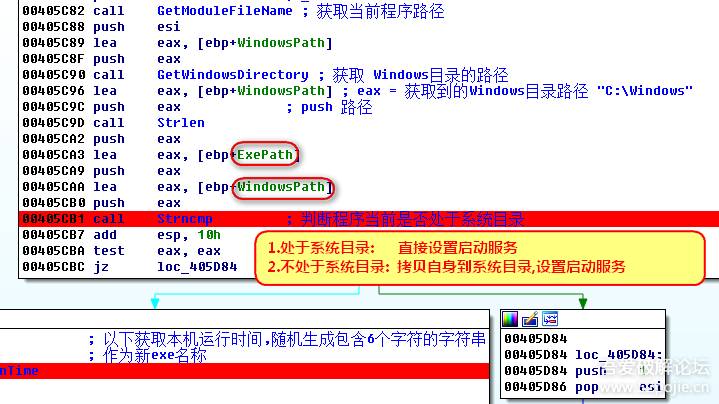 00405C82 call GetModuleFileName ; 获取当前程序路径
00405C88 push esi
00405C89 lea eax, [ebp+WindowsPath]
00405C8F push eax
00405C90 call GetWindowsDirectory ; 获取 Windows目录的路径
00405C96 lea eax, [ebp+WindowsPath] ; eax = 获取到的Windows目录路径 "C:\Windows"
00405C9C push eax ; push 路径
00405C9D call Strlen
00405CA2 push eax
00405CA3 lea eax, [ebp+ExePath]
00405CA9 push eax
00405CAA lea eax, [ebp+WindowsPath]
00405CB0 push eax
00405CB1 call Strncmp ; 判断程序当前是否处于系统目录
00405CB7 add esp, 10h
00405CBA test eax, eax
00405CBC jz loc_405D84
1.处于系统目录: 直接设置启动服务
2.不处于系统目录: 拷贝自身到系统目录,设置启动服务
; 以下获取本机运行时间,随机生成包含6个字符的字符串
; 作为新exe名称
nTime
00405D84
00405D84 loc_405D84:
00405D84 push 1
00405D86 pop esi
吾爱破解论坛